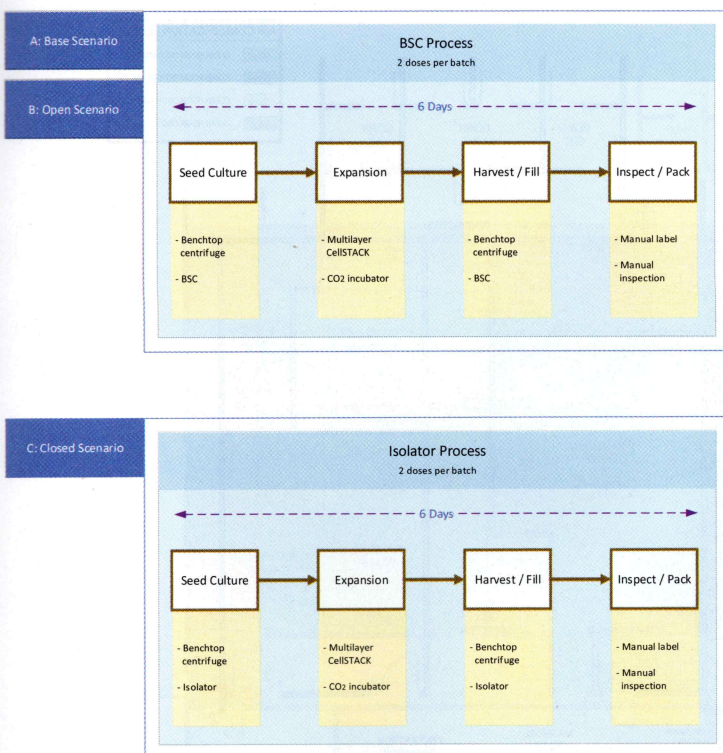 A: Base Scenario
B: Open Scenario
BSC Process
2 doses per batch
6 Days
Seed Culture
Expansion
Harvest / Fill
Inspect / Pack
- Benchtop
centrifuge
- BSC
- Multilayer
CellSTACK
- CO2 incubator
- Benchtop
centrifuge
- BSC
- Manual label
- Manual
inspection
C: Closed Scenario
Isolator Process
2 doses per batch
6 Days
Seed Culture
Expansion
Harvest / Fill
Inspect / Pack
- Benchtop
centrifuge
- Isolator
- Multilayer
CellSTACK
- CO2 incubator
- Benchtop
centrifuge
- Isolator
- Manual label
- Manual
inspection